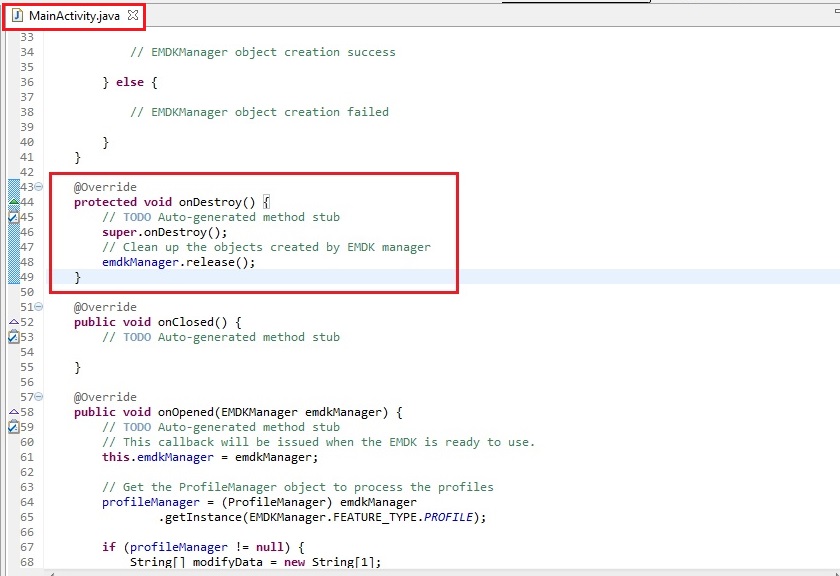 MainActivity.java
33
34 // EMDKManager object creation success
35
36 } else {
37
38 // EMDKManager object creation failed
39
40 }
41 }
42
43 @Override
44 protected void onDestroy() {
45 // TODO Auto-generated method stub
46 super.onDestroy();
47 // Clean up the objects created by EMDK manager
48 emdkManager.release();
49 }
50
51 @Override
52 public void onClosed() {
53 // TODO Auto-generated method stub
54
55 }
56
57 @Override
58 public void onOpened(EMDKManager emdkManager) {
59 // TODO Auto-generated method stub
60 // This callback will be issued when the EMDK is ready to use.
61 this.emdkManager = emdkManager;
62
63 // Get the ProfileManager object to process the profiles
64 profileManager = (ProfileManager) emdkManager
65 .getInstance(EMDKManager.FEATURE_TYPE.PROFILE);
66
67 if (profileManager != null) {
68 String[] modifyData = new String[1];